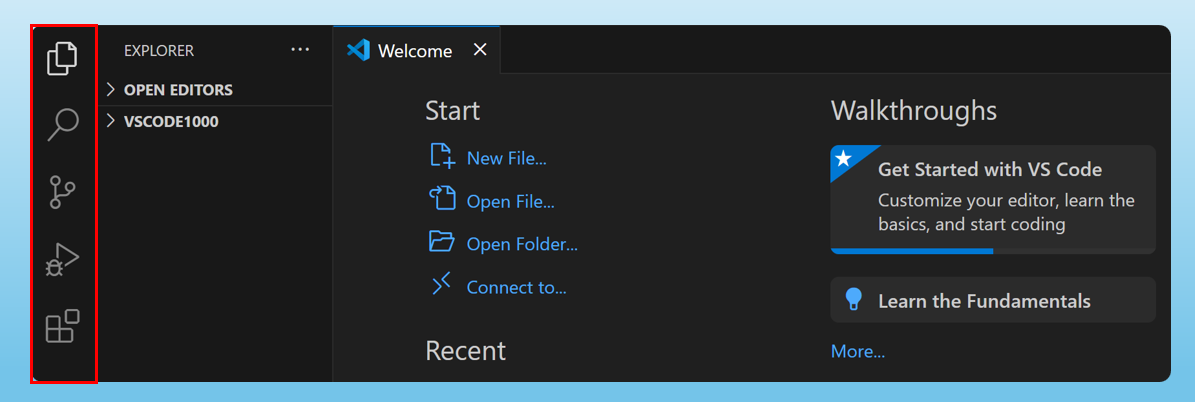 EXPLORER
···
Welcome
OPEN EDITORS
VSCODE1000
Start
New File...
Open File...
Open Folder...
Connect to...
Recent
Walkthroughs
Get Started with VS Code
Customize your editor, learn the
basics, and start coding
Learn the Fundamentals
More...